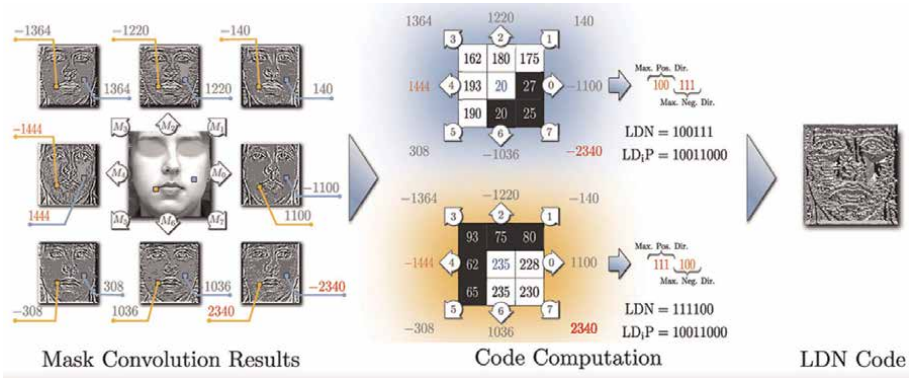 −1364 −1220 −140
1364 1220 140
M3 M2 M1
−1444
M4 M0
−1100
1444 1100
M5 M6 M7
308 1036 −2340
−308 1036 2340
Mask Convolution Results
1364 1220 140
3 2 1
162 180 175
1444 4 193 20 27 0 −1100
190 20 25
5 6 7
308 −1036 −2340
Max. Pos. Dir.
100 111
Max. Neg. Dir.
LDN = 100111
LDiP = 10011000
−1364 −1220 −140
3 2 1
93 75 80
−1444 4 62 235 228 0 1100
65 235 230
5 6 7
−308 1036 2340
Max. Pos. Dir.
111 100
Max. Neg. Dir.
LDN = 111100
LDiP = 10011000
Code Computation
LDN Code